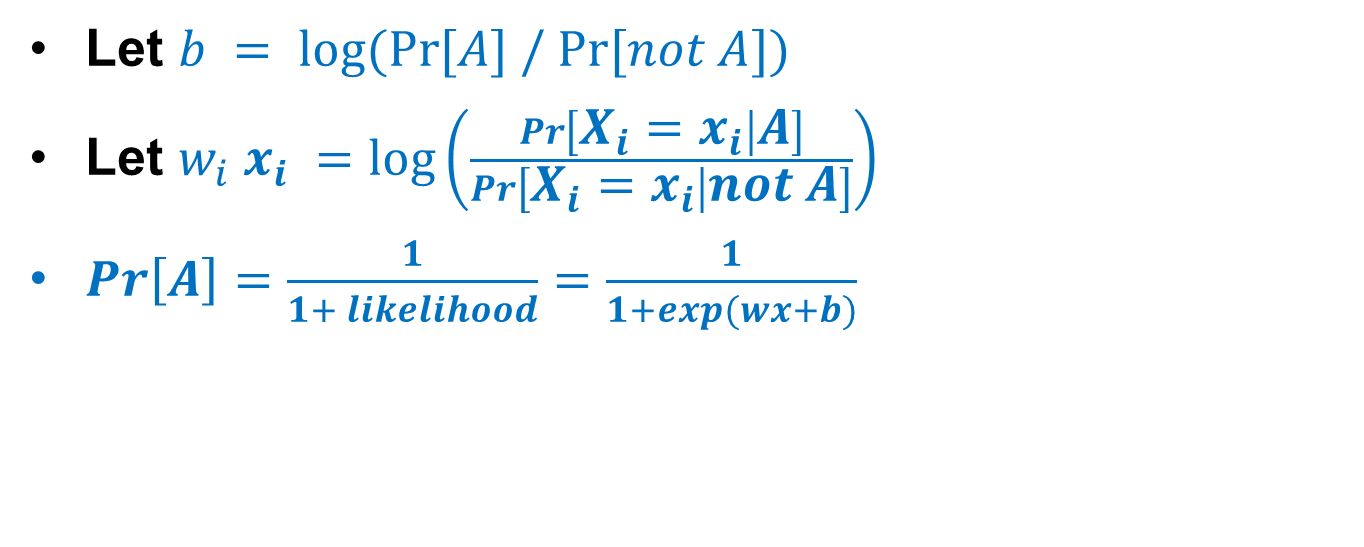 • Let b = log(Pr[A] / Pr[not A])
• Let wᵢ xᵢ = log(Pr[Xᵢ = xᵢ|A] / Pr[Xᵢ = xᵢ|not A])
• Pr[A] = 1 / (1+ likelihood) = 1 / (1+exp(wx+b))